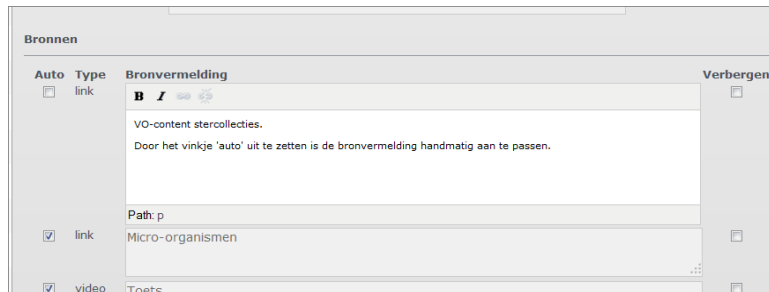 Bronnen
Auto Type Bronvermelding Verbergen
link
B I
VO-content stercollecties.
Door het vinkje 'auto' uit te zetten is de bronvermelding handmatig aan te passen.
Path: p
link Micro-organismen
video Toets